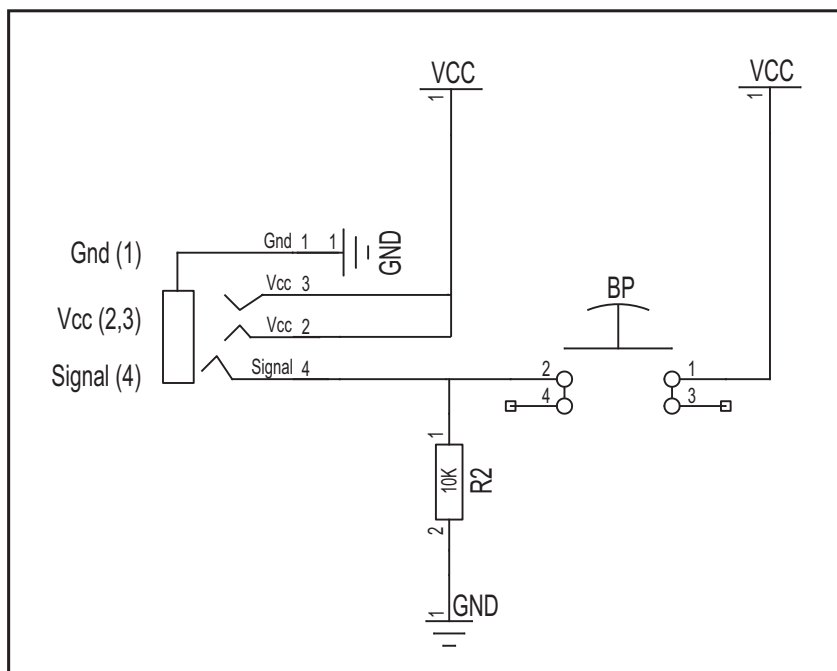 VCC
1
VCC
1
Gnd (1)
Gnd 1
1
GND
Vcc 3
Vcc (2,3)
Vcc 2
BP
Signal (4)
Signal 4
2
1
4
3
1
10K
R2
2
1
GND